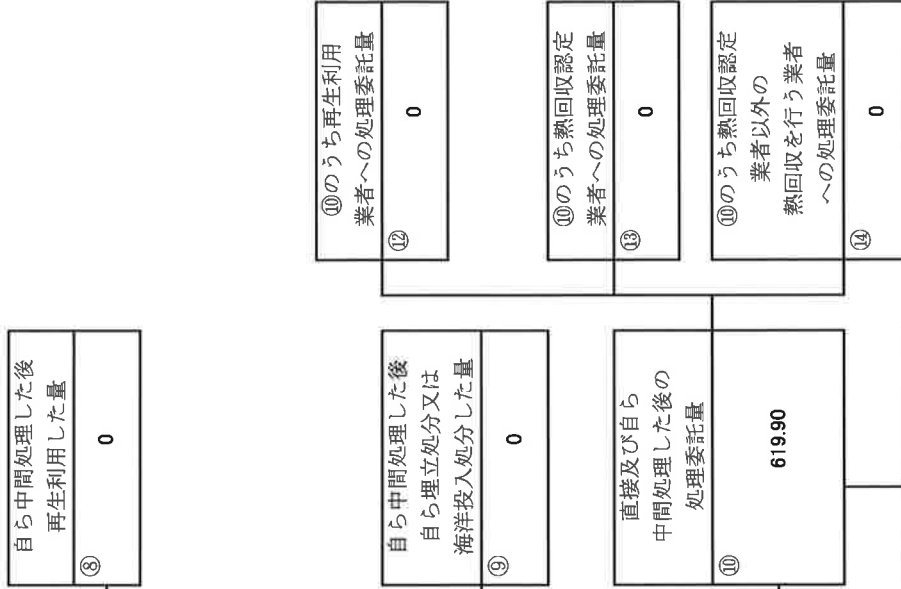 自ら中間処理した後
再生利用した量
⑧
0
自ら中間処理した後
自ら埋立処分又は
海洋投入処分した量
⑨
0
直接及び自ら
中間処理した後の
処理委託量
⑩
619.90
⑩のうち再生利用
業者への処理委託量
⑫
0
⑩のうち熱回収認定
業者への処理委託量
⑬
0
⑩のうち熱回収認定
業者以外の
熱回収を行う業者
への処理委託量
⑭
0